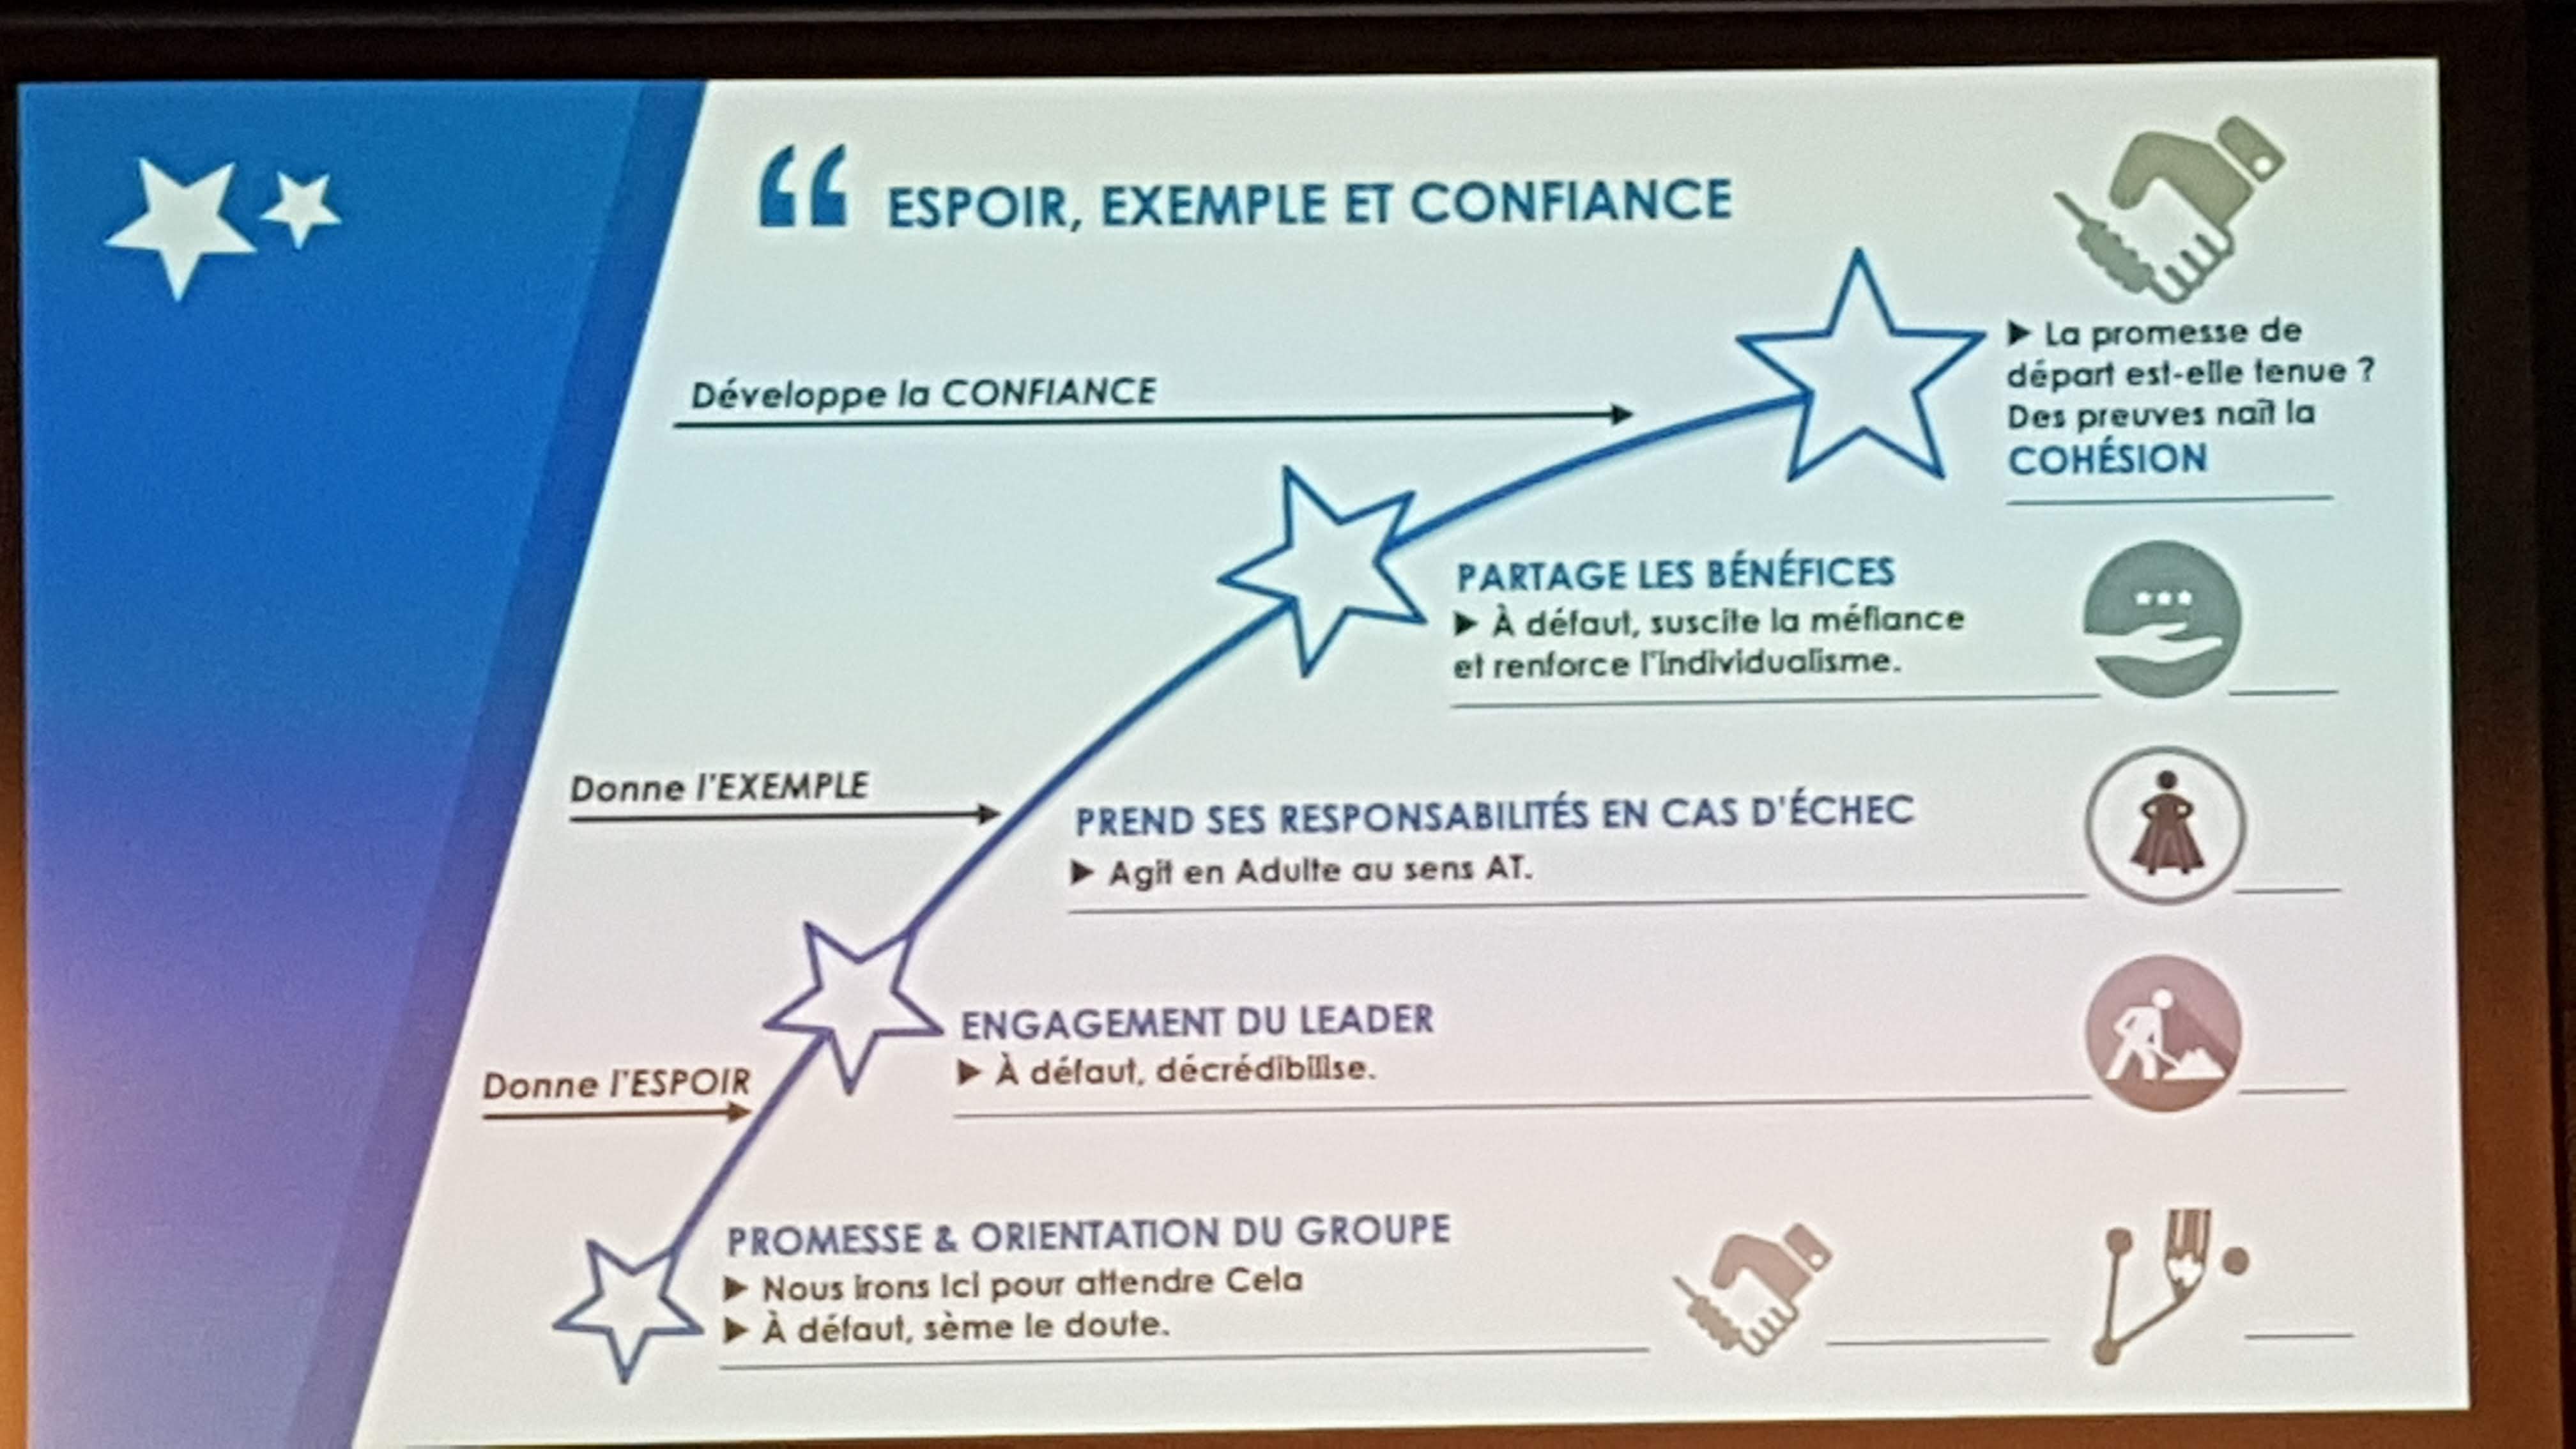 “ ESPOIR, EXEMPLE ET CONFIANCE
Développe la CONFIANCE
▶ La promesse de
départ est-elle tenue ?
Des preuves naît la
COHÉSION
PARTAGE LES BÉNÉFICES
▶ À défaut, suscite la méfiance
et renforce l'individualisme.
Donne l'EXEMPLE
PREND SES RESPONSABILITÉS EN CAS D'ÉCHEC
▶ Agit en Adulte au sens AT.
ENGAGEMENT DU LEADER
▶ À défaut, décrédibilise.
Donne l'ESPOIR
PROMESSE & ORIENTATION DU GROUPE
▶ Nous irons Ici pour attendre Cela
▶ À défaut, sème le doute.